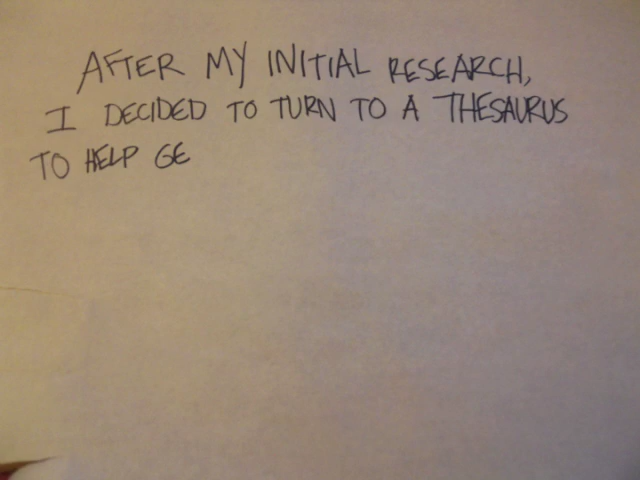 AFTER MY INITIAL RESEARCH,
I DECIDED TO TURN TO A THESAURUS
TO HELP GE